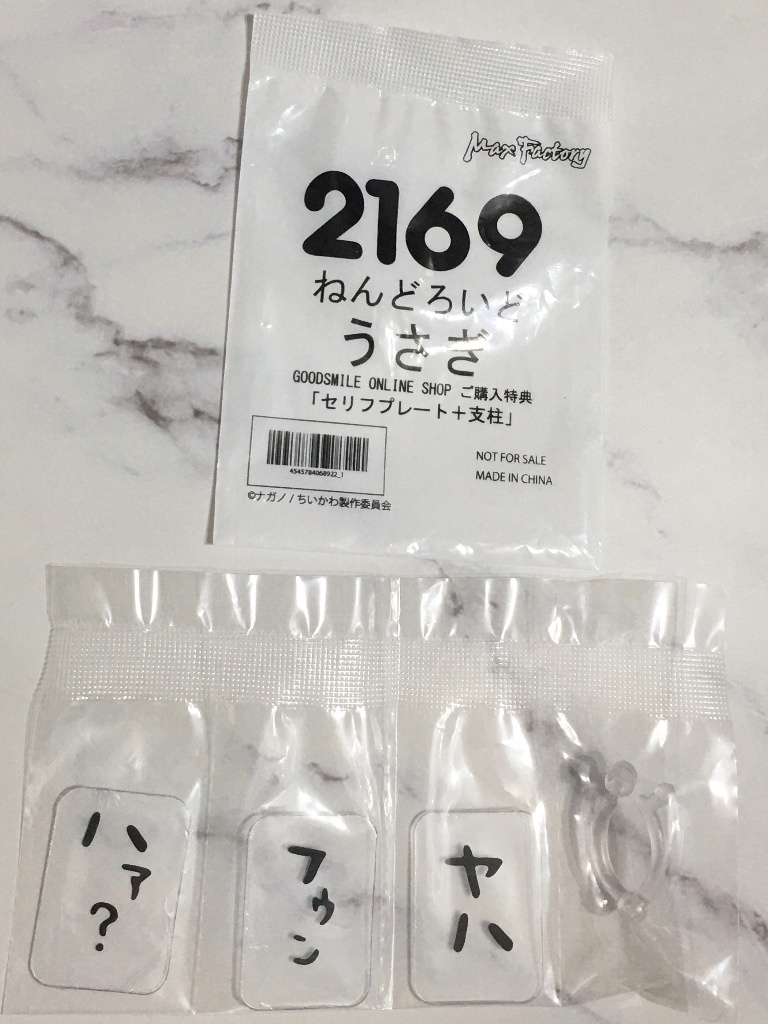 Max Factory
2169
ねんどろいど
うさぎ
GOODSMILE ONLINE SHOP ご購入特典
「セリフプレート+支柱」
4545784068922_1
NOT FOR SALE
MADE IN CHINA
©ナガノ / ちいかわ製作委員会
ハァ?
フゥン
ヤハ